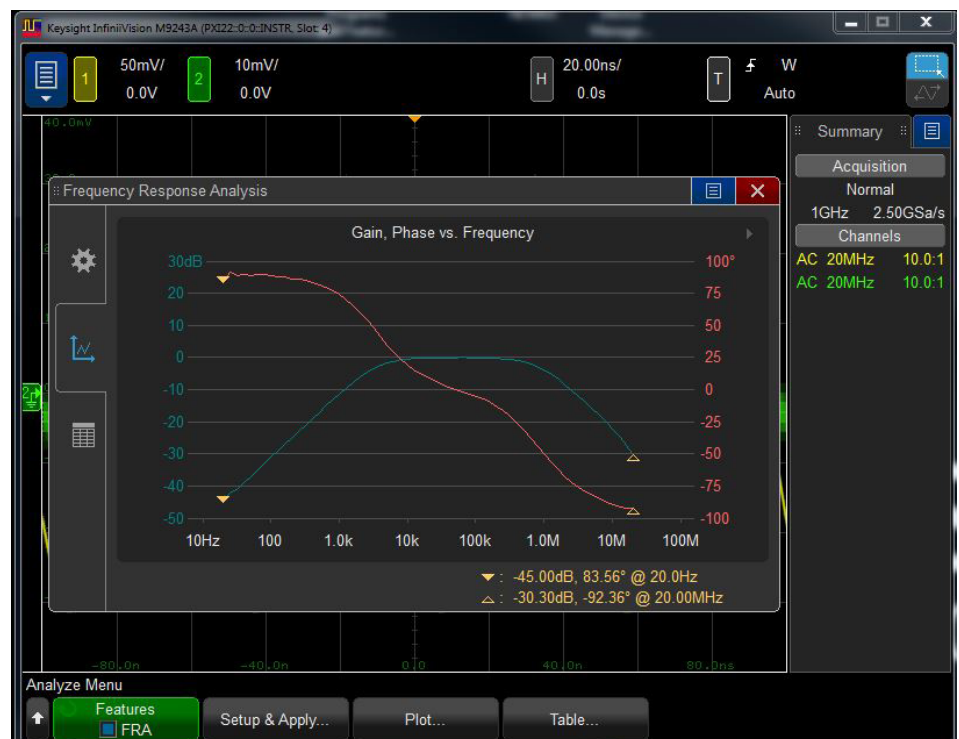 Keysight InfiniiVision M9243A (PXI22::0::0::INSTR, Slot: 4)
1 50mV/ 2 10mV/ H 20.00ns/ T W
0.0V 0.0V 0.0s Auto
40.0mV
Summary
Acquisition
Normal
1GHz 2.50GSa/s
Channels
AC 20MHz 10.0:1
AC 20MHz 10.0:1
Frequency Response Analysis
Gain, Phase vs. Frequency
30dB 100°
20 75
10 50
0 25
-10 0
-20 -25
-30 -50
-40 -75
-50 -100
10Hz 100 1.0k 10k 100k 1.0M 10M 100M
: -45.00dB, 83.56° @ 20.0Hz
: -30.30dB, -92.36° @ 20.00MHz
-80.0n -40.0n 0.0 40.0n 80.0ns
Analyze Menu
Features
FRA
Setup & Apply...
Plot...
Table...